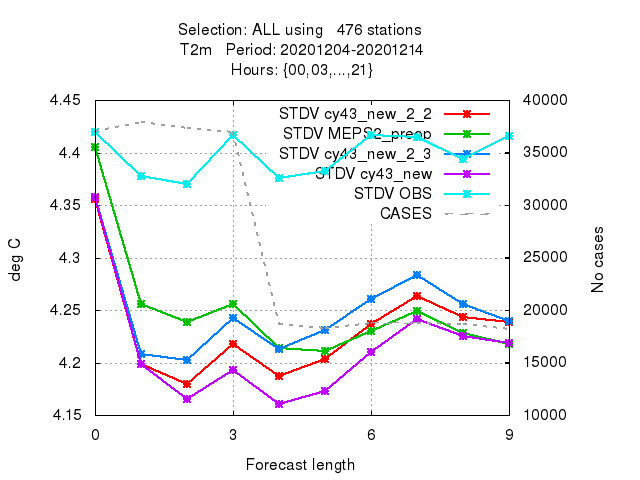 Selection: ALL using   476 stations
T2m   Period: 20201204-20201214
Hours: {00,03,...,21}
4.45
4.4
4.35
4.3
4.25
4.2
4.15
deg C
STDV cy43_new_2_2
STDV MEPS2_preop
STDV cy43_new_2_3
STDV cy43_new
STDV OBS
CASES
40000
35000
30000
25000
20000
15000
10000
No cases
0 3 6 9
Forecast length